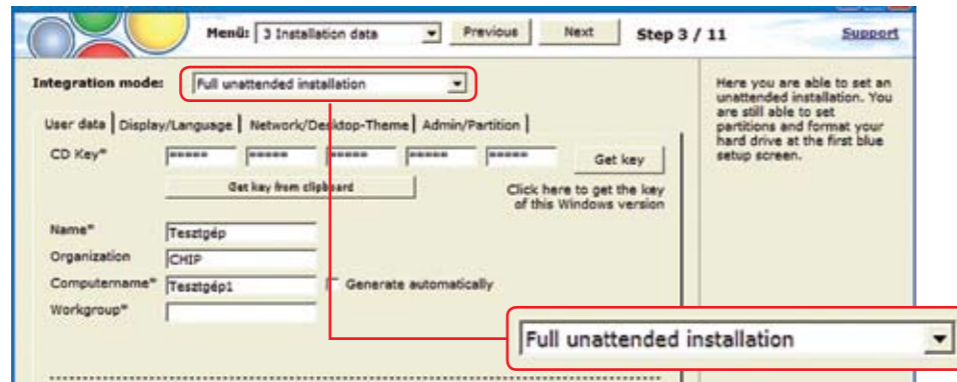 Menü: 3 Installation data Previous Next Step 3 / 11 Support
Integration mode: Full unattended installation
User data Display/Language Network/Desktop-Theme Admin/Partition
CD Key* ***** ***** ***** ***** ***** Get key
Get key from clipboard
Click here to get the key
of this Windows version
Name* Tesztgép
Organization CHIP
Computername* Tesztgép1 Generate automatically
Workgroup*
Here you are able to set an
unattended installation. You
are still able to set
partitions and format your
hard drive at the first blue
setup screen.
Full unattended installation